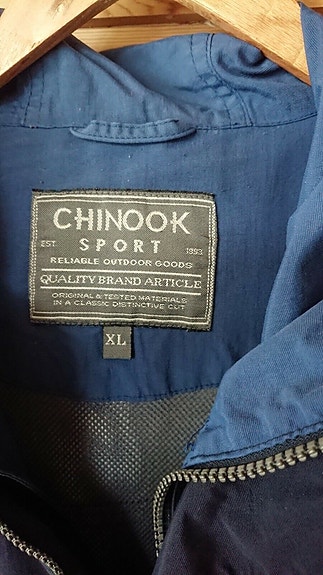 CHINOOK
EST. SPORT 1993
RELIABLE OUTDOOR GOODS
QUALITY BRAND ARTICLE
ORIGINAL & TESTED MATERIALS
IN A CLASSIC DISTINCTIVE CUT
XL